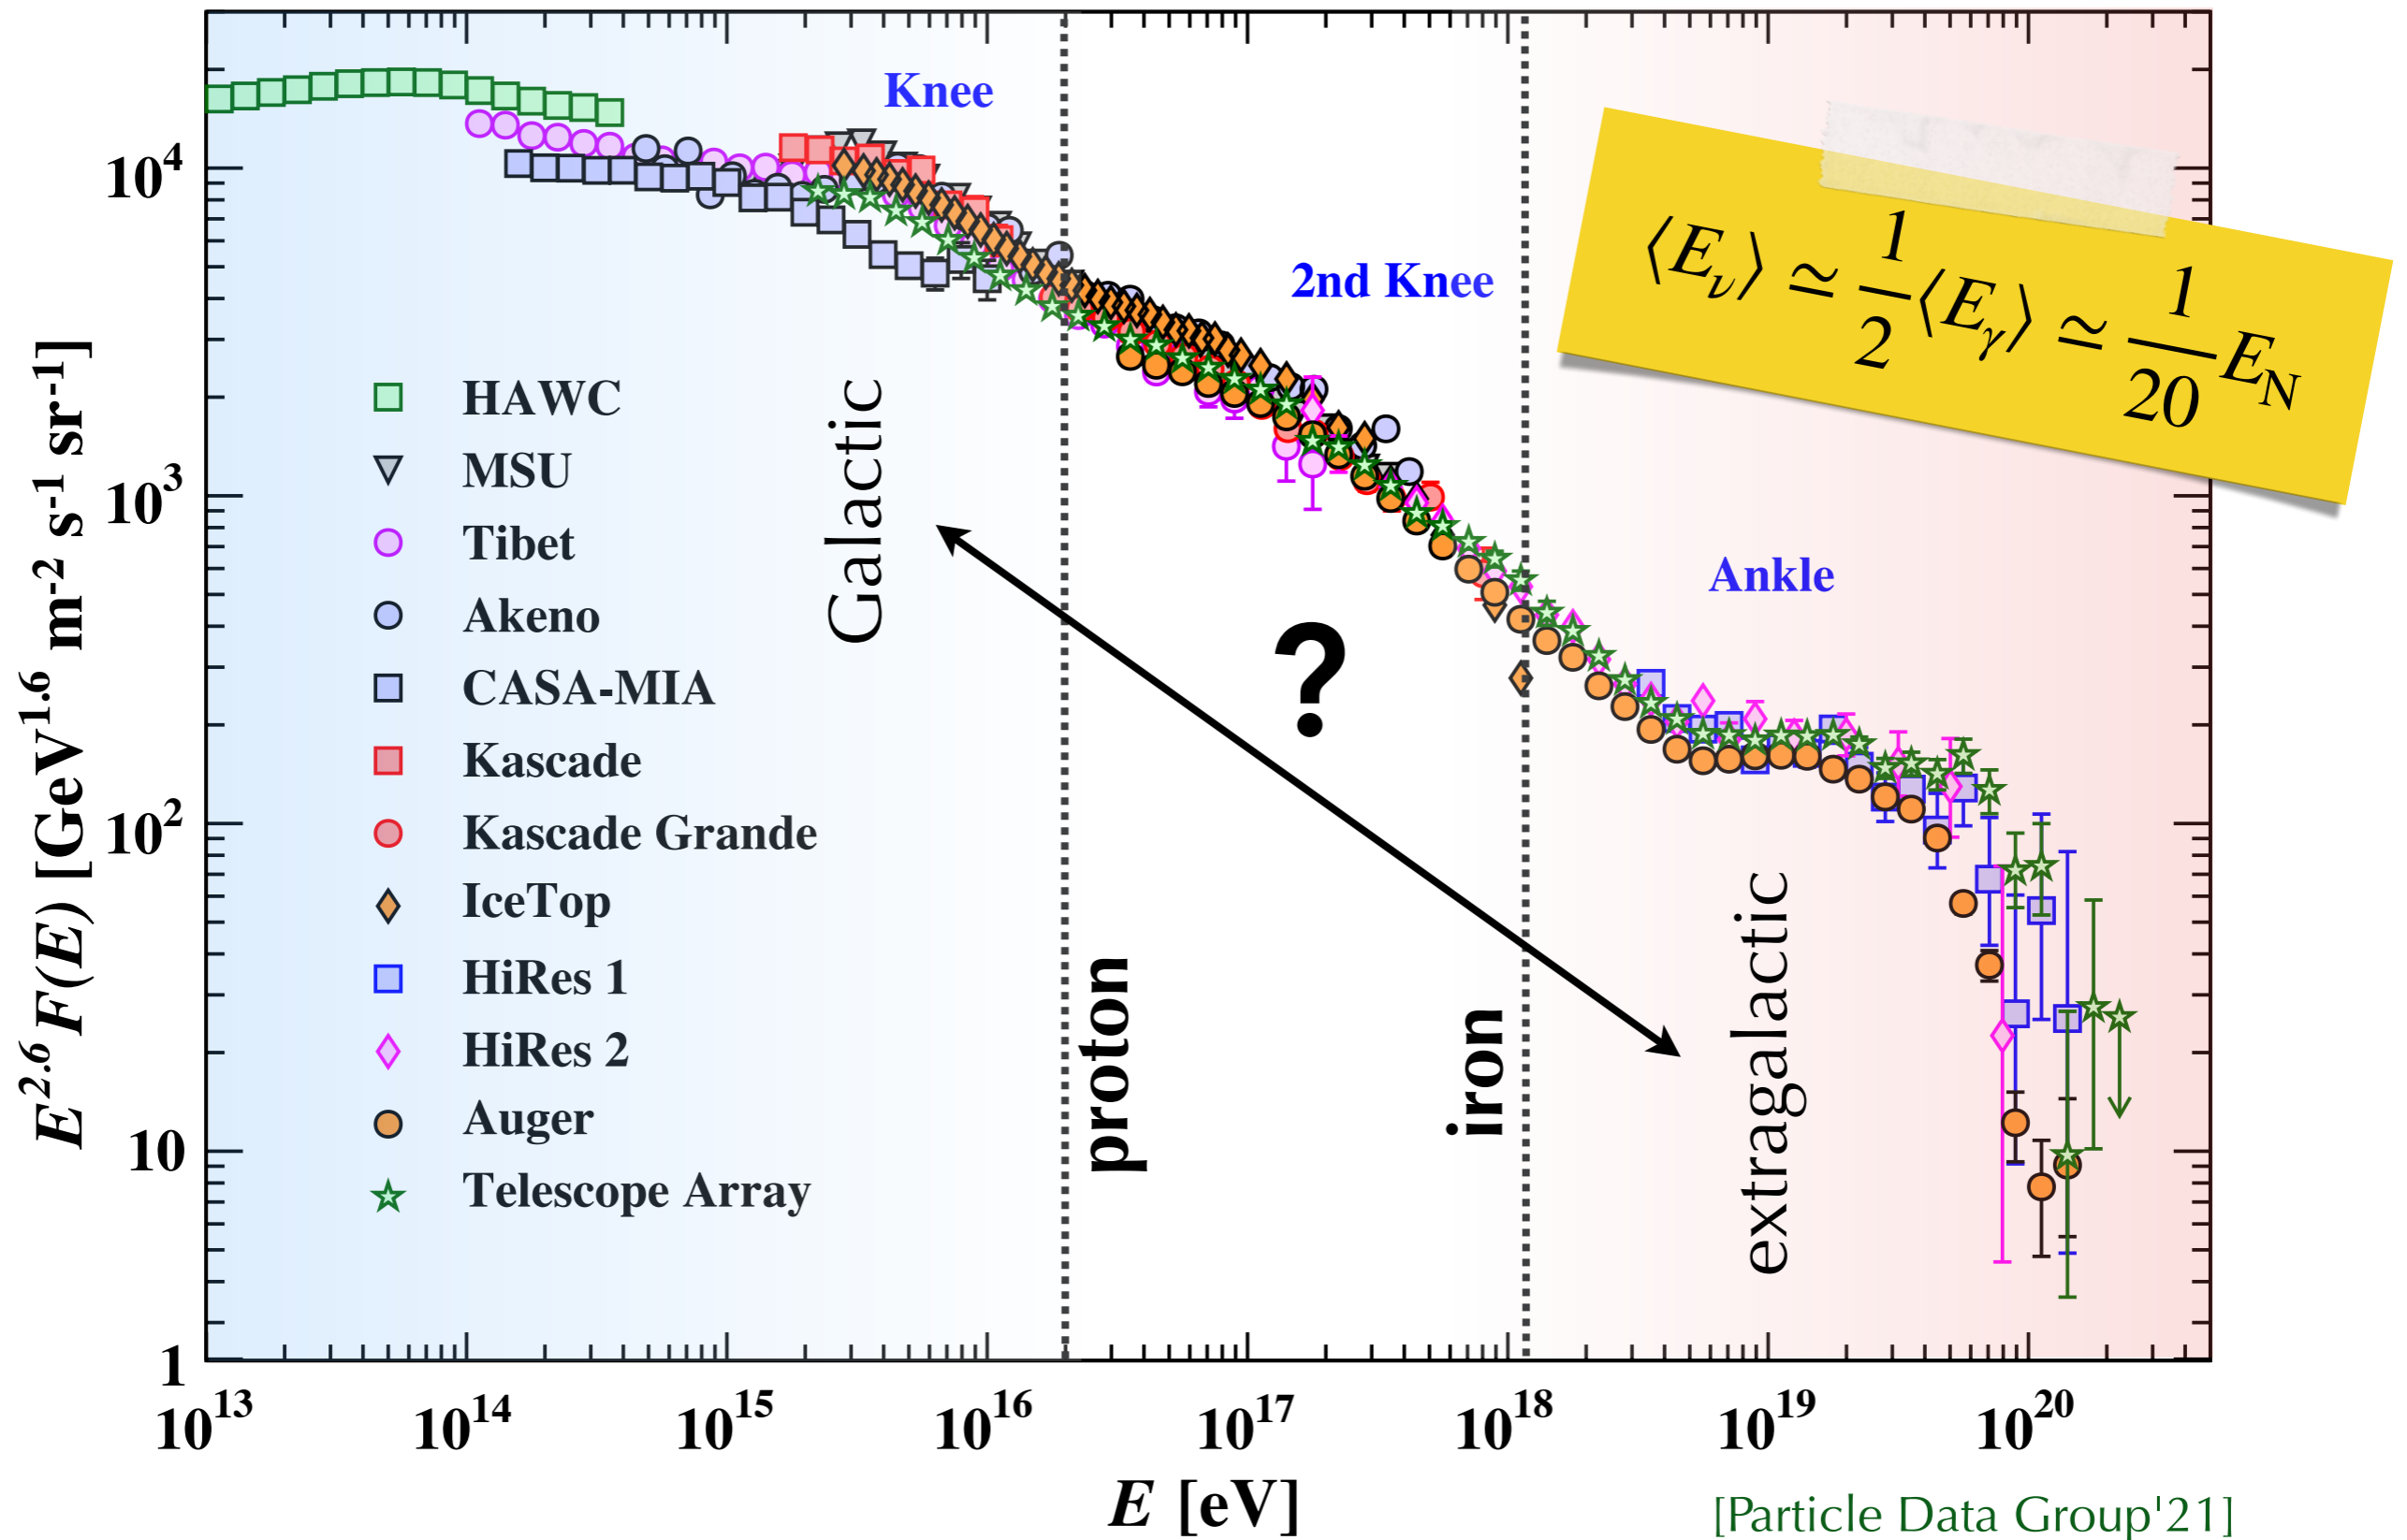 Knee
2nd Knee
Ankle
⟨E_ν⟩ ≃ 1/2 ⟨E_γ⟩ ≃ 1/20 E_N
Galactic
?
proton
iron
extragalactic
HAWC
MSU
Tibet
Akeno
CASA-MIA
Kascade
Kascade Grande
IceTop
HiRes 1
HiRes 2
Auger
Telescope Array
E^2.6 F(E) [GeV^1.6 m^-2 s^-1 sr^-1]
10^4
10^3
10^2
10
1
10^13 10^14 10^15 10^16 10^17 10^18 10^19 10^20
E [eV]
[Particle Data Group'21]